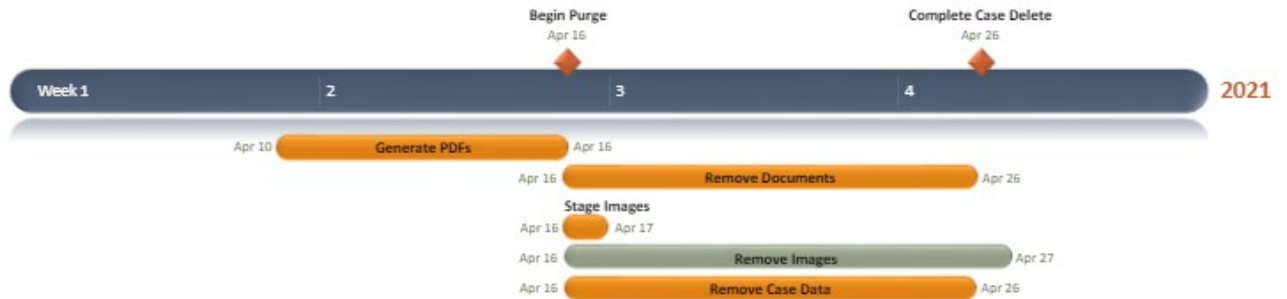 Begin Purge
Apr 16
Complete Case Delete
Apr 26
Week 1 2 3 4 2021
Apr 10 Generate PDFs Apr 16
Apr 16 Remove Documents Apr 26
Stage Images
Apr 16 Apr 17
Apr 16 Remove Images Apr 27
Apr 16 Remove Case Data Apr 26